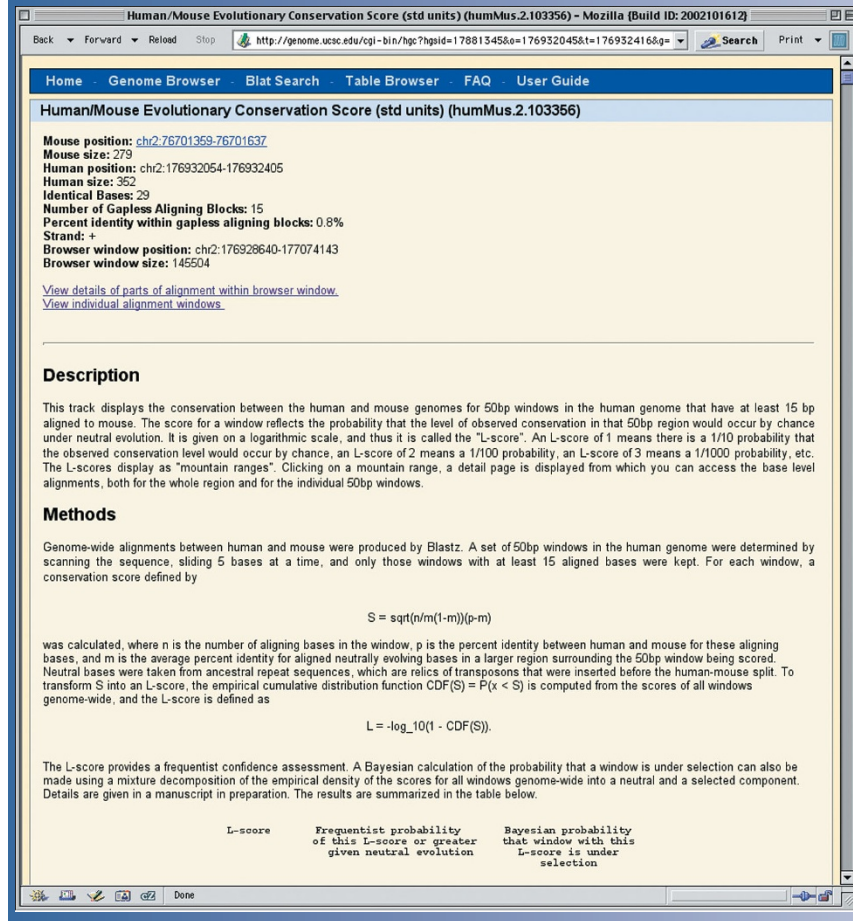 Human/Mouse Evolutionary Conservation Score (std units) (humMus.2.103356) - Mozilla {Build ID: 2002101612}
Back Forward Reload Stop http://genome.ucsc.edu/cgi-bin/hgc?hgsid=17881345&o=176932045&t=176932416&g= Search Print
Home - Genome Browser - Blat Search - Table Browser - FAQ - User Guide
Human/Mouse Evolutionary Conservation Score (std units) (humMus.2.103356)
Mouse position: chr2:76701359-76701637
Mouse size: 279
Human position: chr2:176932054-176932405
Human size: 352
Identical Bases: 29
Number of Gapless Aligning Blocks: 15
Percent identity within gapless aligning blocks: 0.8%
Strand: +
Browser window position: chr2:176928640-177074143
Browser window size: 145504
View details of parts of alignment within browser window.
View individual alignment windows
Description
This track displays the conservation between the human and mouse genomes for 50bp windows in the human genome that have at least 15 bp
aligned to mouse. The score for a window reflects the probability that the level of observed conservation in that 50bp region would occur by chance
under neutral evolution. It is given on a logarithmic scale, and thus it is called the "L-score". An L-score of 1 means there is a 1/10 probability that
the observed conservation level would occur by chance, an L-score of 2 means a 1/100 probability, an L-score of 3 means a 1/1000 probability, etc.
The L-scores display as "mountain ranges". Clicking on a mountain range, a detail page is displayed from which you can access the base level
alignments, both for the whole region and for the individual 50bp windows.
Methods
Genome-wide alignments between human and mouse were produced by Blastz. A set of 50bp windows in the human genome were determined by
scanning the sequence, sliding 5 bases at a time, and only those windows with at least 15 aligned bases were kept. For each window, a
conservation score defined by
S = sqrt(n/m(1-m))(p-m)
was calculated, where n is the number of aligning bases in the window, p is the percent identity between human and mouse for these aligning
bases, and m is the average percent identity for aligned neutrally evolving bases in a larger region surrounding the 50bp window being scored.
Neutral bases were taken from ancestral repeat sequences, which are relics of transposons that were inserted before the human-mouse split. To
transform S into an L-score, the empirical cumulative distribution function CDF(S) = P(x < S) is computed from the scores of all windows
genome-wide, and the L-score is defined as
L = -log_10(1 - CDF(S)).
The L-score provides a frequentist confidence assessment. A Bayesian calculation of the probability that a window is under selection can also be
made using a mixture decomposition of the empirical density of the scores for all windows genome-wide into a neutral and a selected component.
Details are given in a manuscript in preparation. The results are summarized in the table below.
L-score Frequentist probability Bayesian probability
of this L-score or greater that window with this
given neutral evolution L-score is under
selection
Done